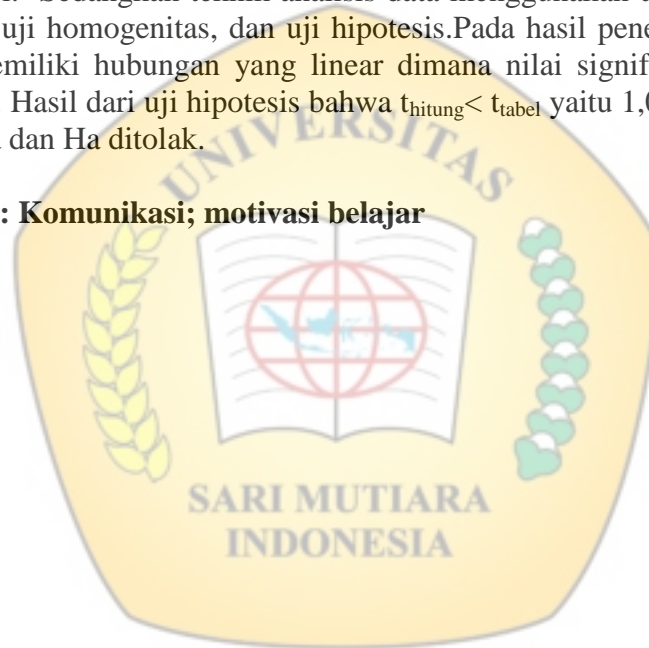 uji homogenitas, dan uji hipotesis.Pada hasil pene
emiliki hubungan yang linear dimana nilai signif
Hasil dari uji hipotesis bahwa thitung< ttabel yaitu 1,
dan Ha ditolak.
: Komunikasi; motivasi belajar
UNIVERSITAS
SARI MUTIARA
INDONESIA